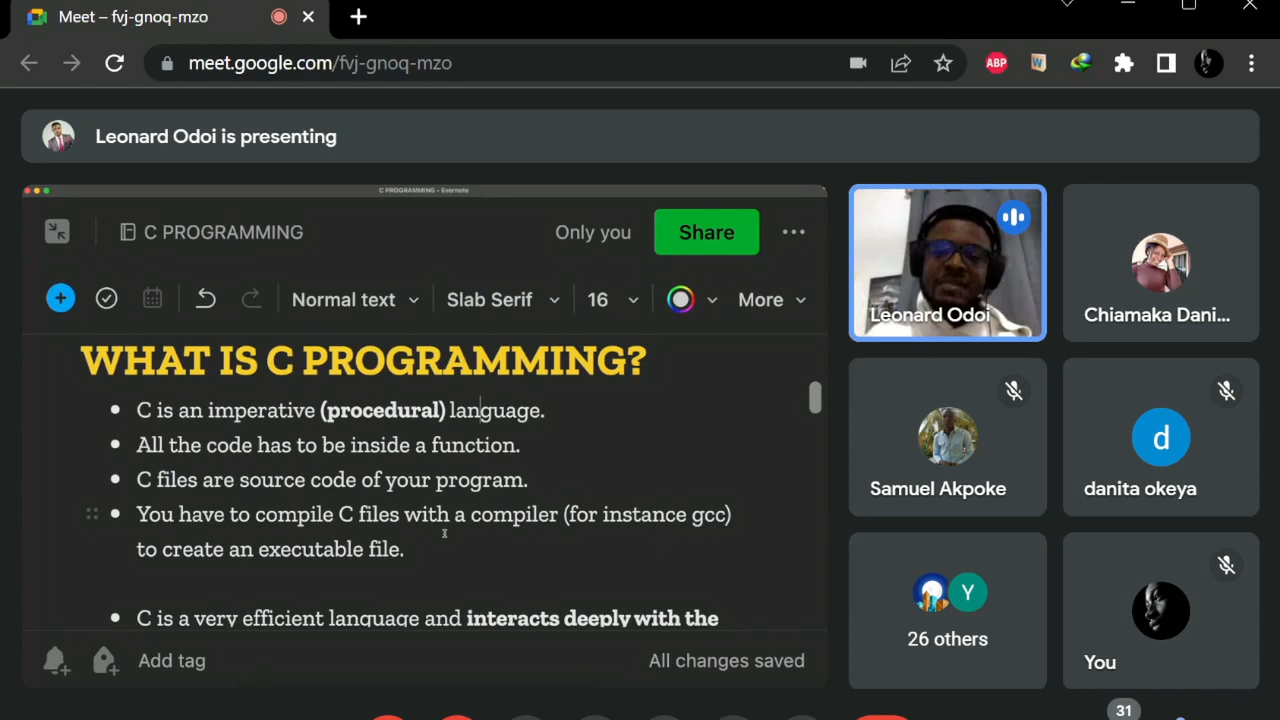 Meet – fvj-gnoq-mzo
meet.google.com/fvj-gnoq-mzo
ABP
Leonard Odoi is presenting
C PROGRAMMING - Evernote
C PROGRAMMING
Only you
Share
Normal text
Slab Serif
16
More
WHAT IS C PROGRAMMING?
C is an imperative (procedural) language.
All the code has to be inside a function.
C files are source code of your program.
You have to compile C files with a compiler (for instance gcc)
to create an executable file.
C is a very efficient language and interacts deeply with the
Add tag
All changes saved
Leonard Odoi
Chiamaka Dani...
Samuel Akpoke
d
danita okeya
Y
26 others
You
31